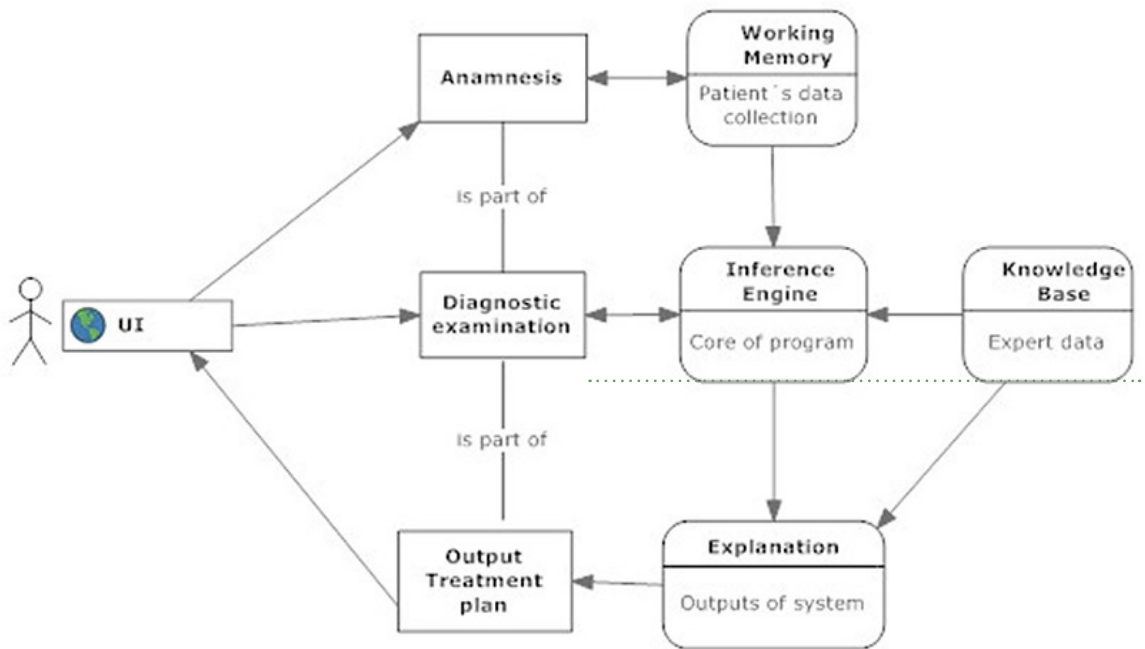 Anamnesis
Working
Memory
Patient´s data
collection
is part of
UI
Diagnostic
examination
Inference
Engine
Core of program
Knowledge
Base
Expert data
is part of
Output
Treatment
plan
Explanation
Outputs of system